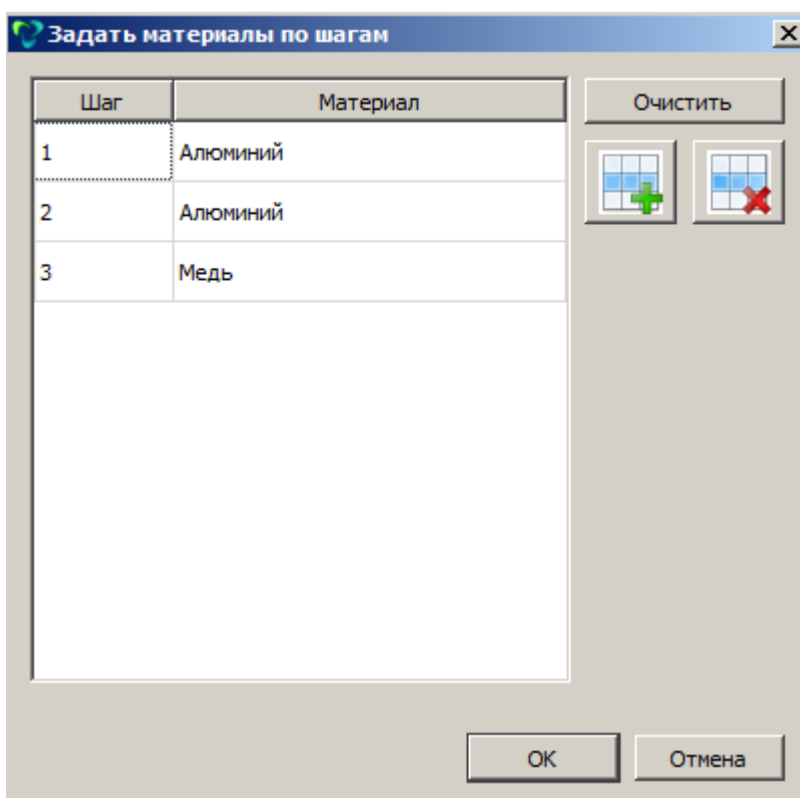 Задать материалы по шагам
Шаг Материал Очистить
1 Алюминий
2 Алюминий
3 Медь
OK Отмена